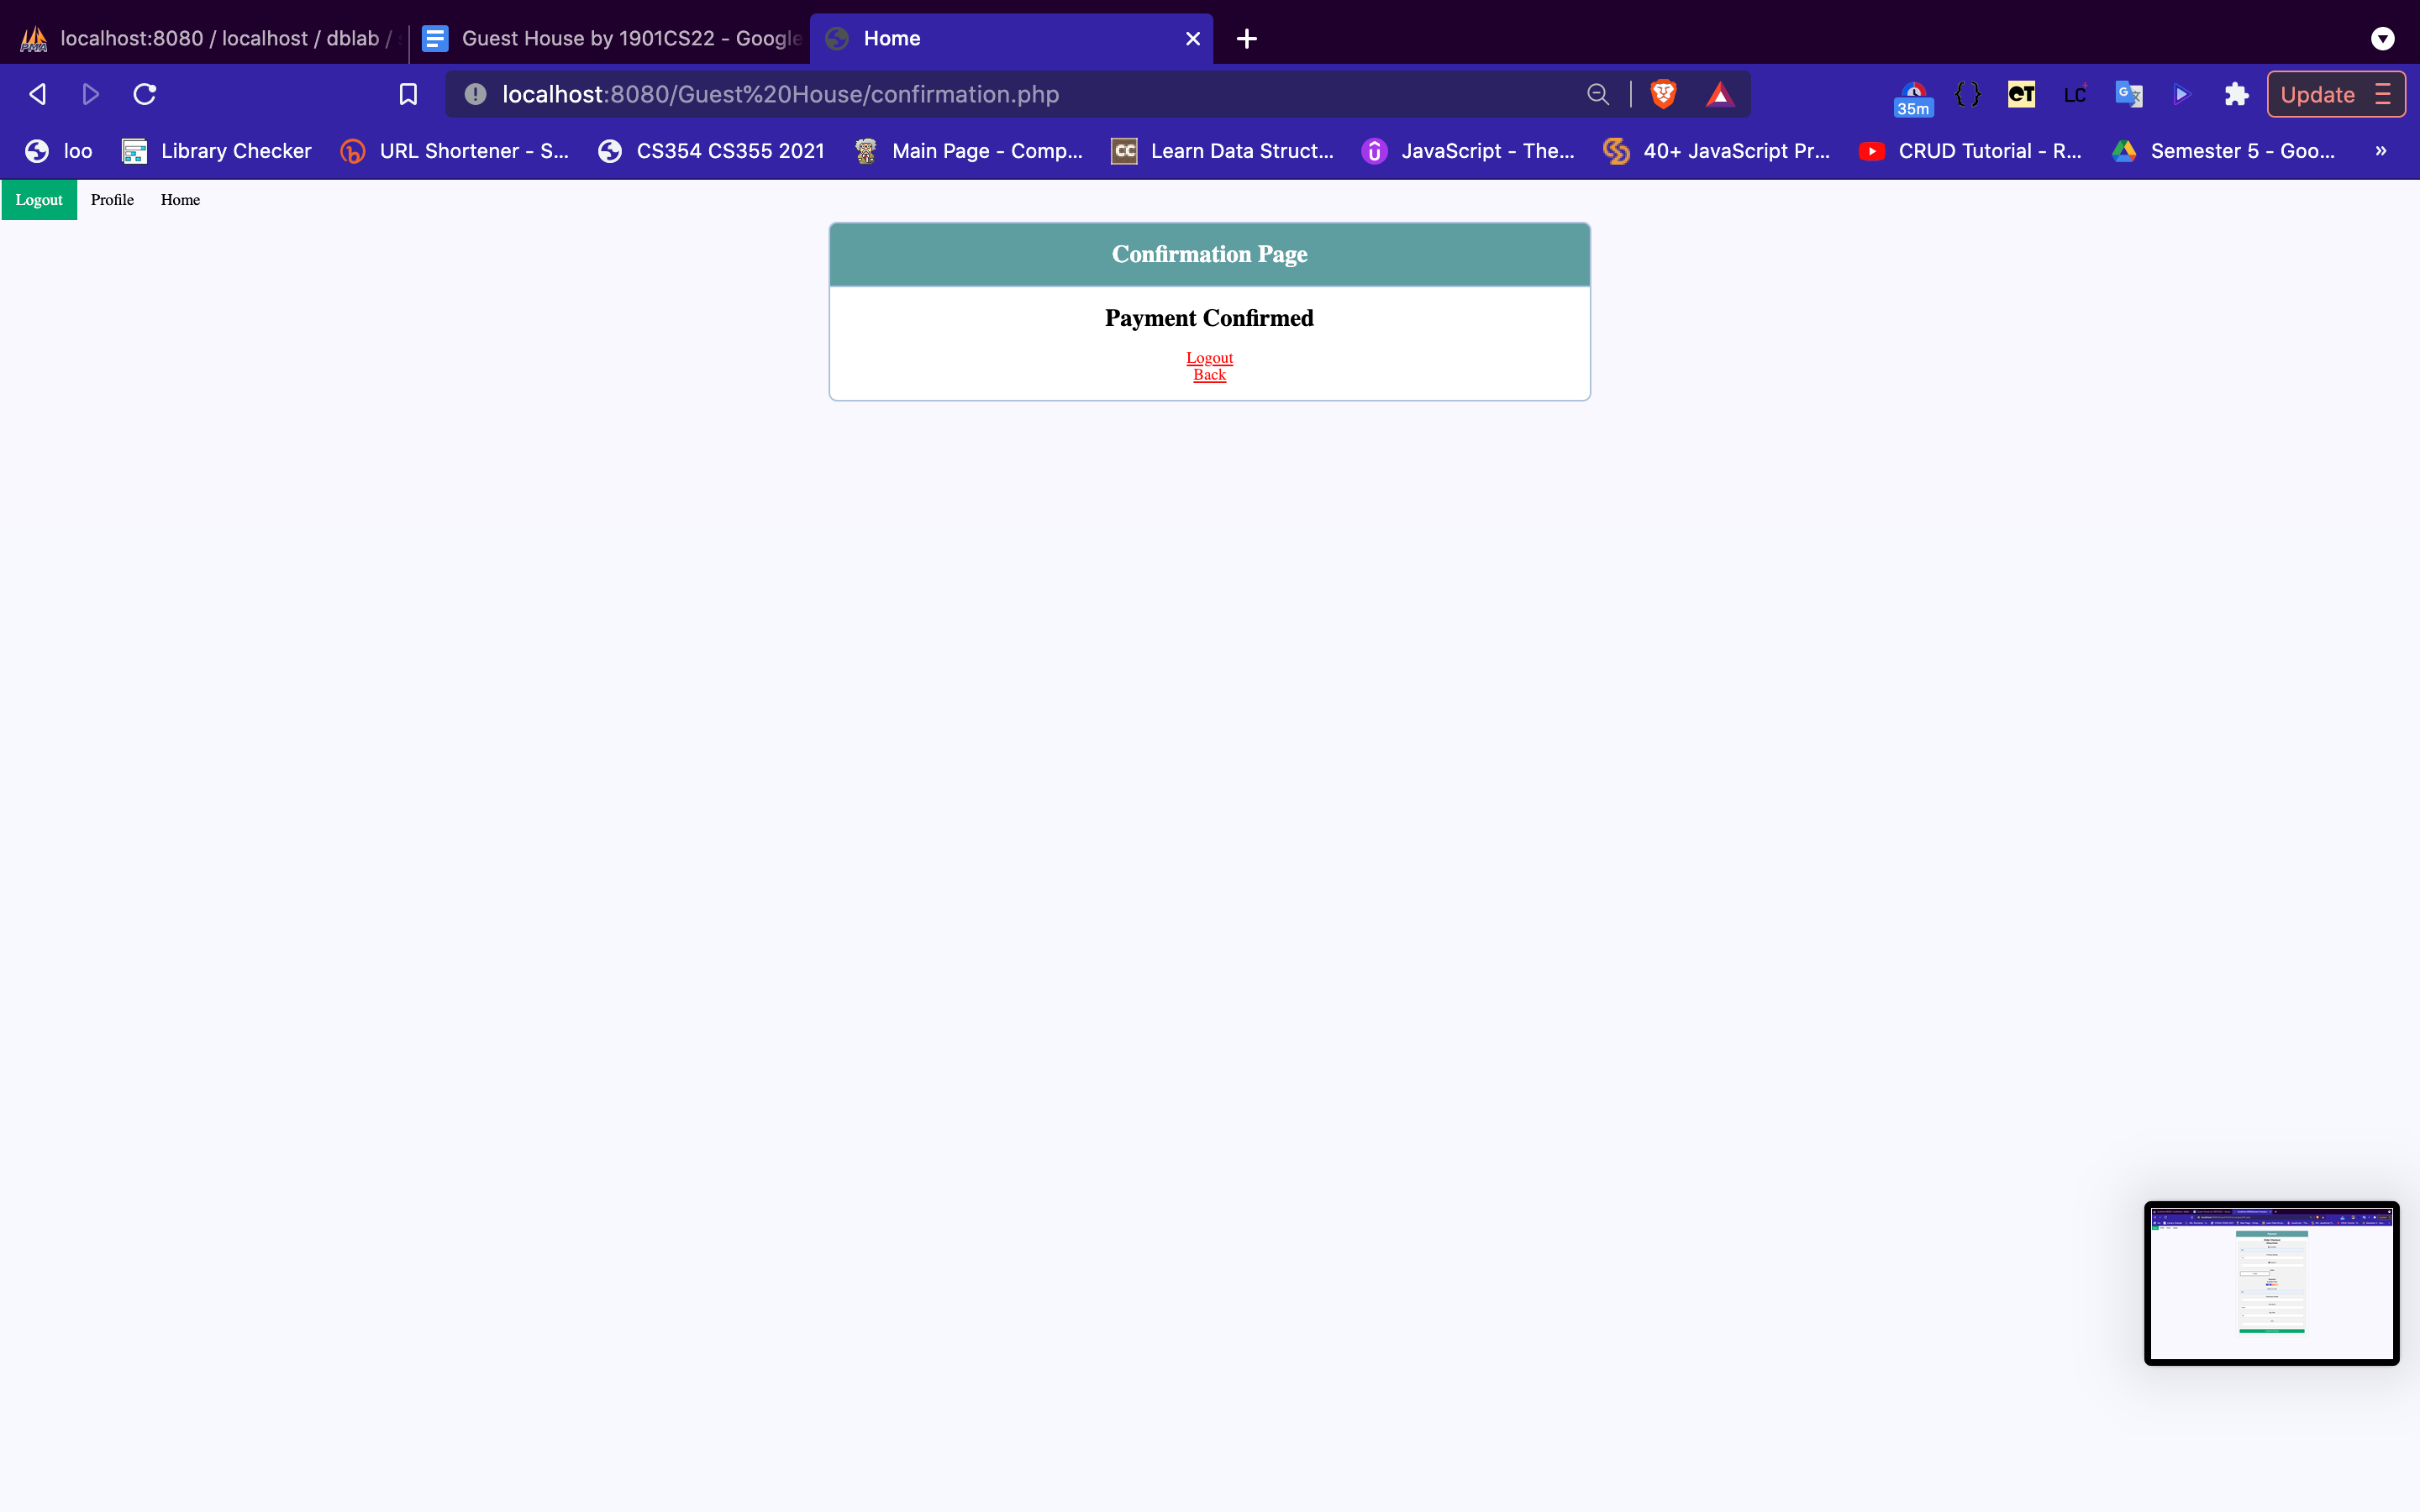 localhost:8080 / localhost / dblab /
Guest House by 1901CS22 - Google
Home
localhost:8080/Guest%20House/confirmation.php
35m
{}
LC
Update
loo
Library Checker
URL Shortener - S...
CS354 CS355 2021
Main Page - Comp...
Learn Data Struct...
JavaScript - The...
40+ JavaScript Pr...
CRUD Tutorial - R...
Semester 5 - Goo...
»
Logout
Profile
Home
Confirmation Page
Payment Confirmed
Logout
Back